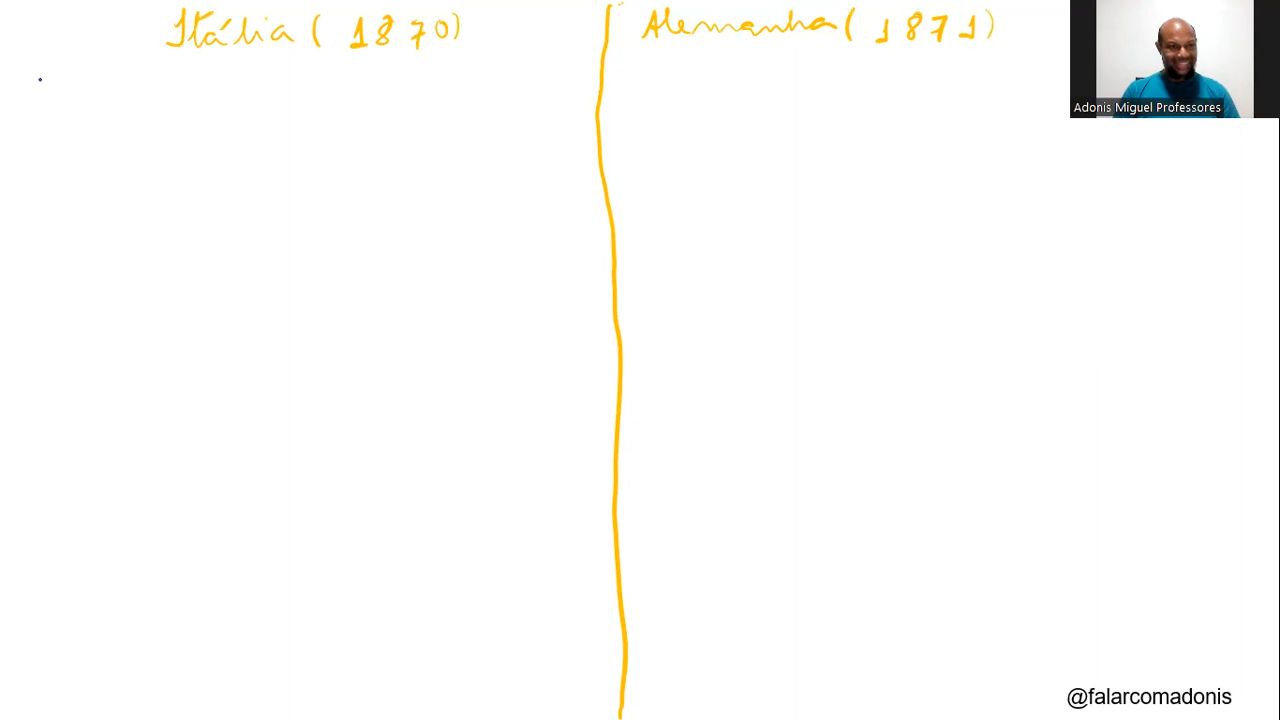 Itália (1870)
Alemanha (1871)
Adonis Miguel Professores
@falarcomadonis